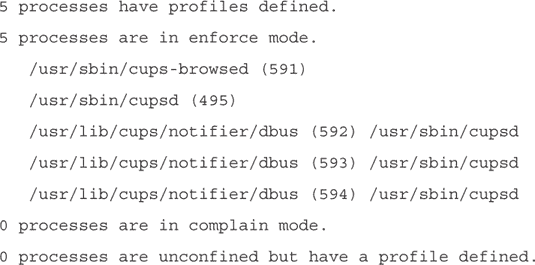 5 processes have profiles defined.
5 processes are in enforce mode.
/usr/sbin/cups-browsed (591)
/usr/sbin/cupsd (495)
/usr/lib/cups/notifier/dbus (592) /usr/sbin/cupsd
/usr/lib/cups/notifier/dbus (593) /usr/sbin/cupsd
/usr/lib/cups/notifier/dbus (594) /usr/sbin/cupsd
0 processes are in complain mode.
0 processes are unconfined but have a profile defined.